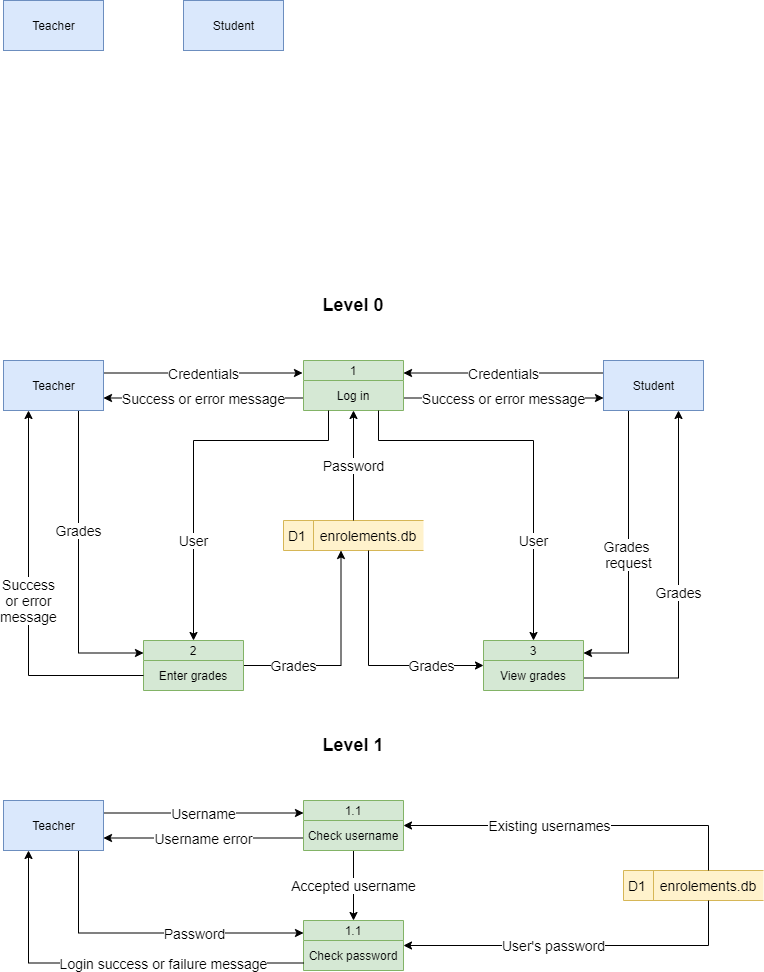 Teacher
Student
Level 0
Teacher
Credentials
1
Credentials
Student
Success or error message
Log in
Success or error message
Password
Grades
User
D1
enrolements.db
User
Grades
request
Success
or error
message
Grades
2
Enter grades
Grades
Grades
3
View grades
Level 1
Teacher
Username
1.1
Check username
Username error
Existing usernames
Accepted username
D1
enrolements.db
Password
1.1
Check password
User's password
Login success or failure message